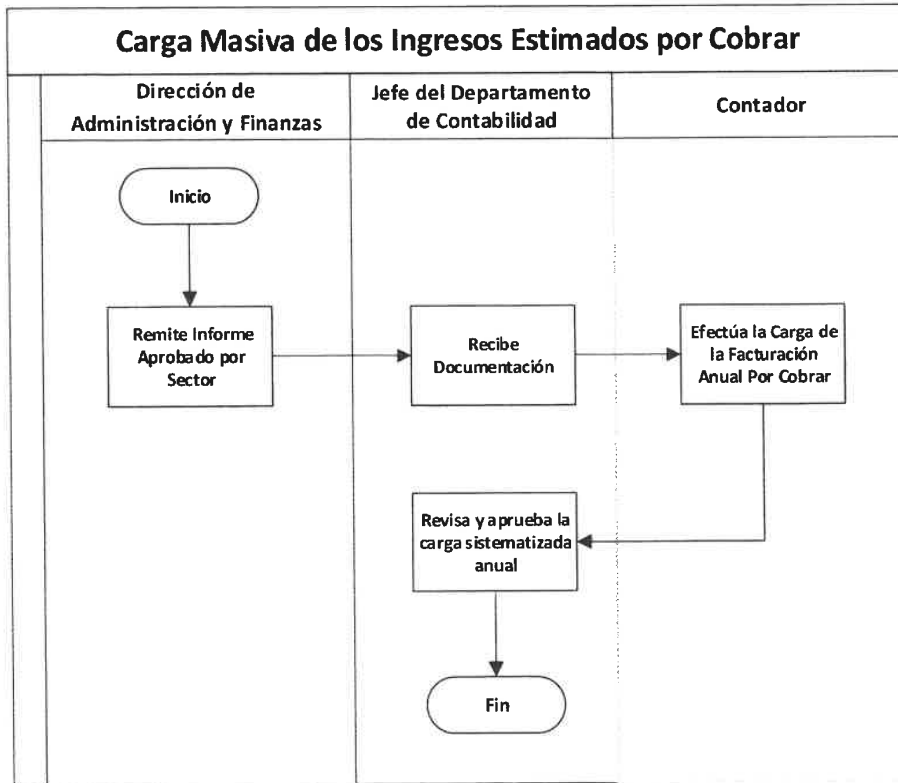 Carga Masiva de los Ingresos Estimados por Cobrar
Dirección de
Administración y Finanzas
Jefe del Departamento
de Contabilidad
Contador
Inicio
Remite Informe
Aprobado por
Sector
Recibe
Documentación
Efectúa la Carga de
la Facturación
Anual Por Cobrar
Revisa y aprueba la
carga sistematizada
anual
Fin